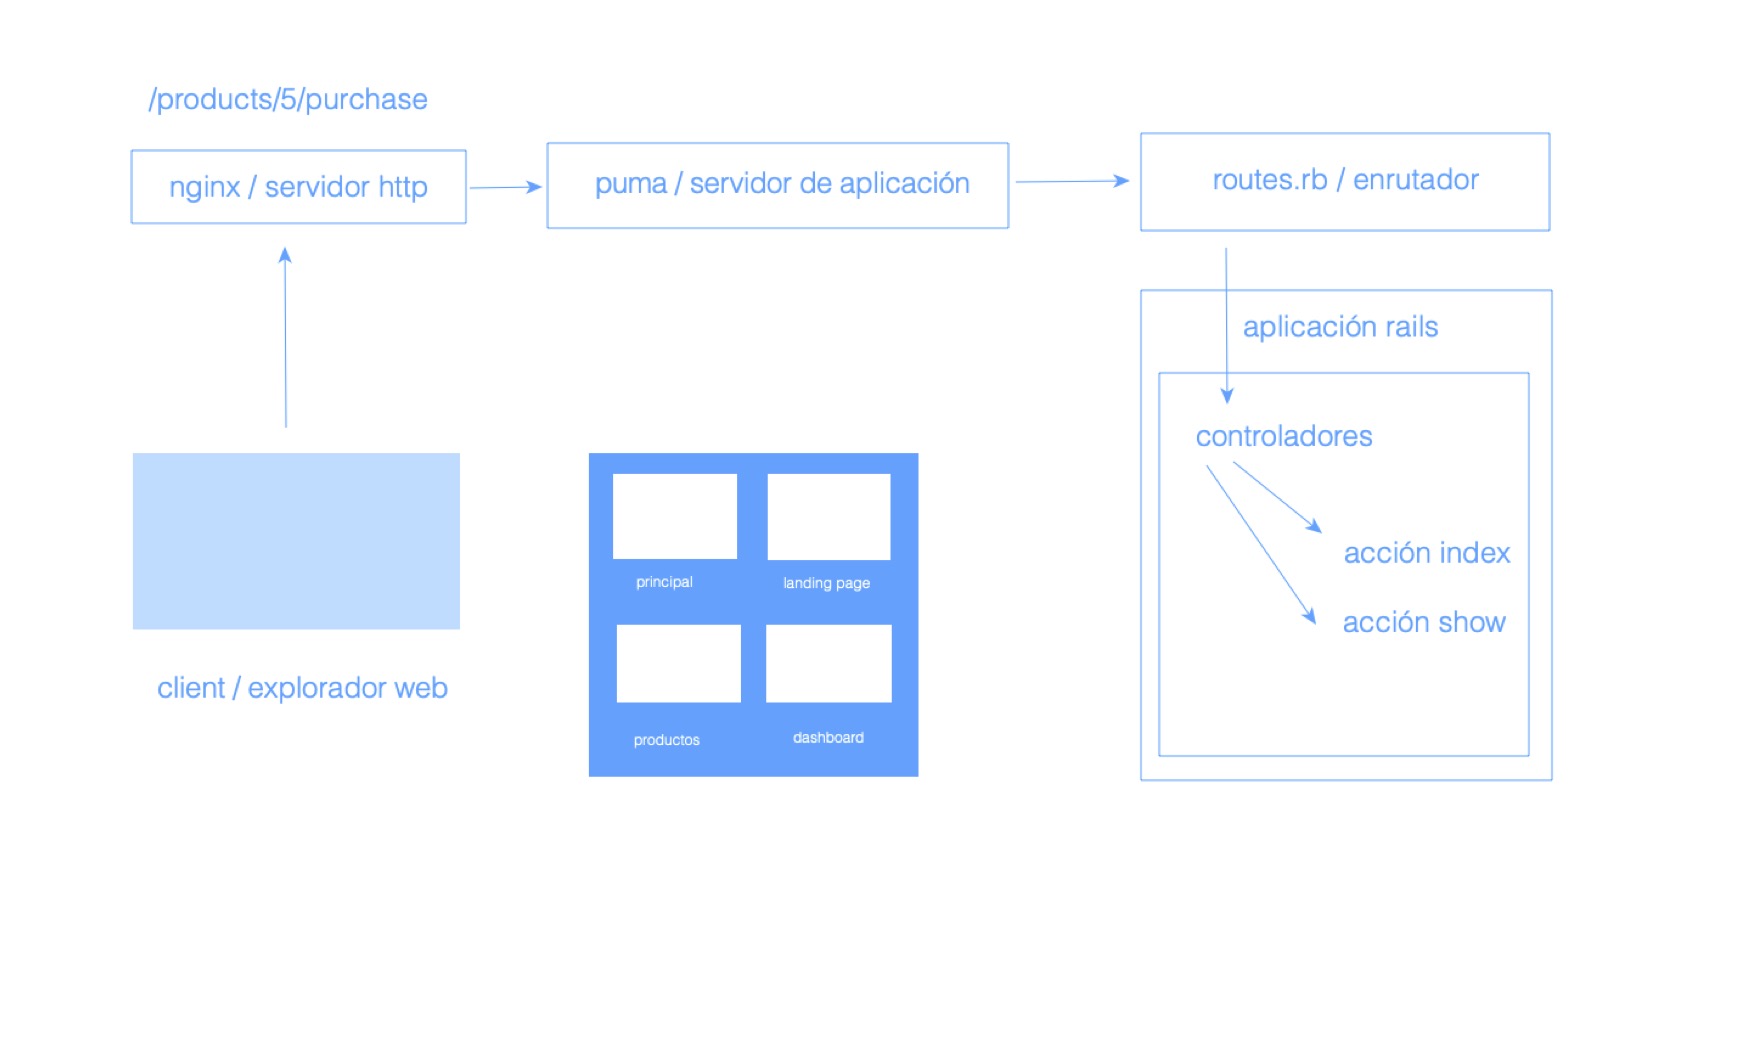 /products/5/purchase
nginx / servidor http
puma / servidor de aplicación
routes.rb / enrutador
aplicación rails
controladores
acción index
acción show
client / explorador web
principal
landing page
productos
dashboard